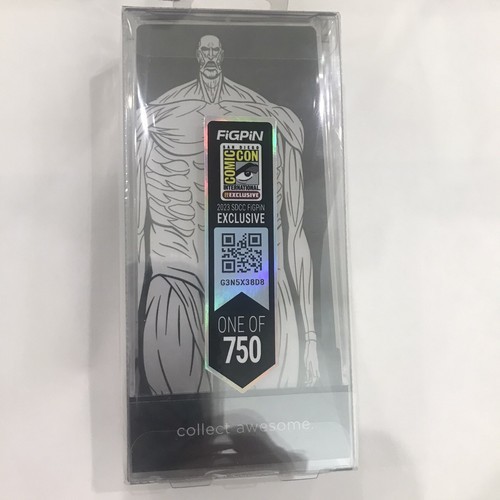 FiGPiN
SAN DIEGO
COMIC CON
INTERNATIONAL
EXCLUSIVE
2023 SDCC FiGPiN
EXCLUSIVE
G3N5X38D8
ONE OF
750
collect awesome.